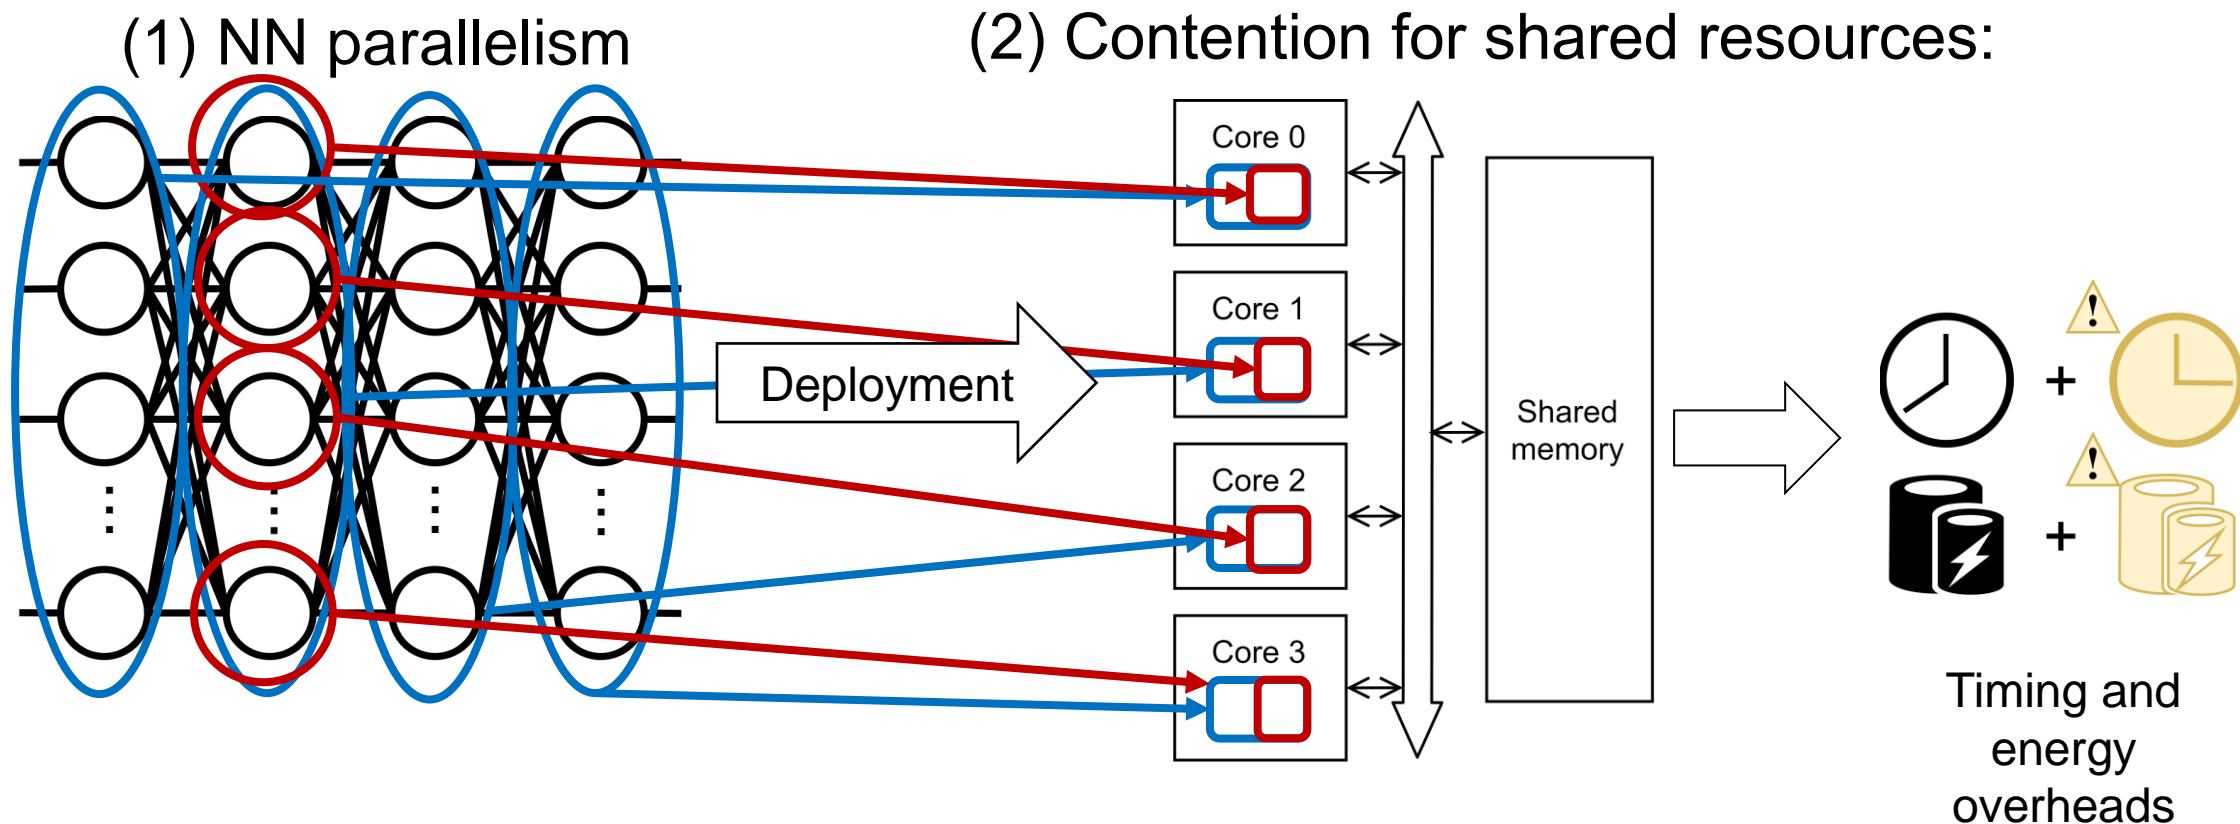 (1) NN parallelism
(2) Contention for shared resources:
Core 0
Core 1
Deployment
Core 2
Core 3
Shared
memory
!
+
!
+
Timing and
energy
overheads